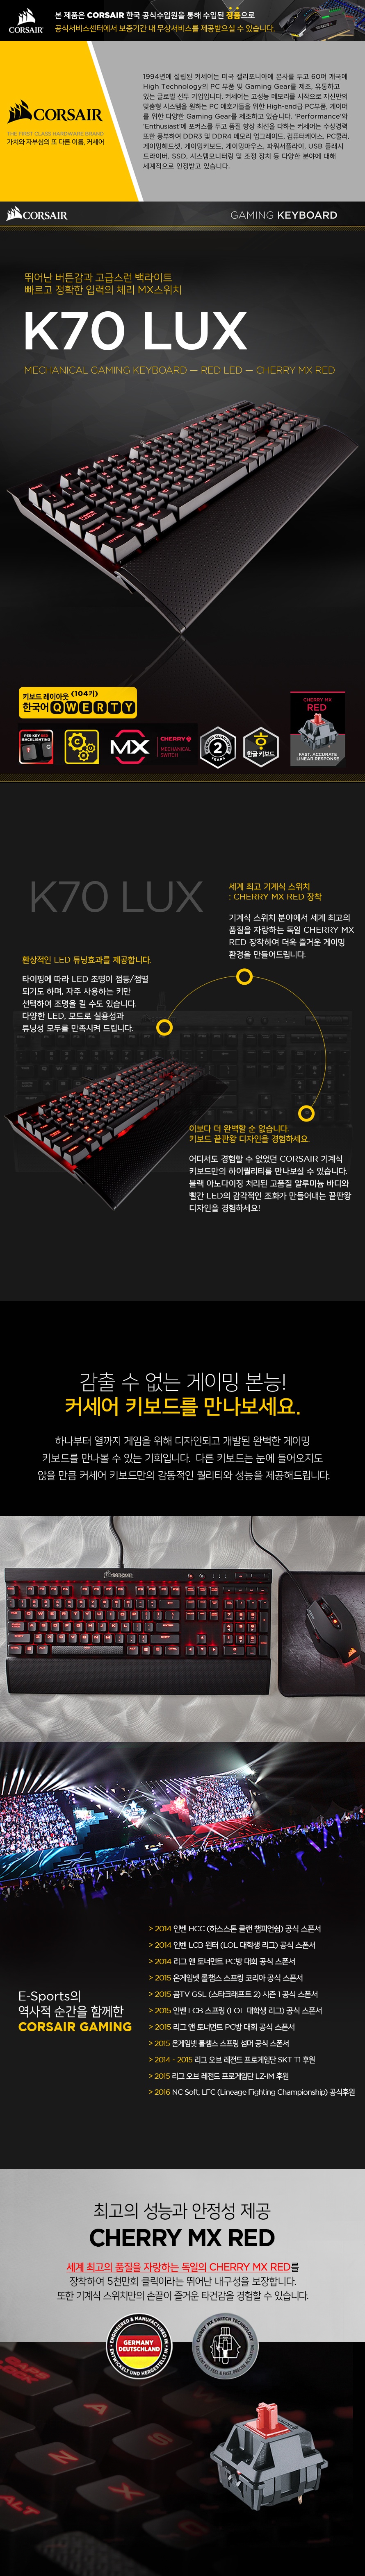 CORSAIR
본 제품은 CORSAIR 한국 공식수입원을 통해 수입된 정품으로
공식서비스센터에서 보증기간 내 무상서비스를 제공받으실 수 있습니다.
CORSAIR
THE FIRST CLASS HARDWARE BRAND
가치와 자부심의 또 다른 이름, 커세어
1994년에 설립된 커세어는 미국 캘리포니아에 본사를 두고 60여 개국에
High Technology의 PC 부품 및 Gaming Gear를 제조, 유통하고
있는 글로벌 선두 기업입니다. 커세어는 고성능 메모리를 시작으로 자신만의
맞춤형 시스템을 원하는 PC 애호가들을 위한 High-end급 PC부품, 게이머
를 위한 다양한 Gaming Gear를 제조하고 있습니다. 'Performance'와
'Enthusiast'에 포커스를 두고 품질 향상 최선을 다하는 커세어는 수상경력
또한 풍부하며 DDR3 및 DDR4 메모리 업그레이드, 컴퓨터케이스, PC쿨러,
게이밍헤드셋, 게이밍키보드, 게이밍마우스, 파워서플라이, USB 플래시
드라이버, SSD, 시스템모니터링 및 조정 장치 등 다양한 분야에 대해
세계적으로 인정받고 있습니다.
CORSAIR
GAMING KEYBOARD
뛰어난 버튼감과 고급스런 백라이트
빠르고 정확한 입력의 체리 MX스위치
K70 LUX
MECHANICAL GAMING KEYBOARD — RED LED — CHERRY MX RED
키보드 레이아웃 (104키)
한국어 QWERTY
CHERRY MX
RED
FAST, ACCURATE
LINEAR RESPONSE
PER KEY RED
BACKLIGHTING
MX
CHERRY
MECHANICAL
SWITCH
2
YEARS
한글 키보드
K70 LUX
세계 최고 기계식 스위치
: CHERRY MX RED 장착
기계식 스위치 분야에서 세계 최고의
품질을 자랑하는 독일 CHERRY MX
RED 장착하여 더욱 즐거운 게이밍
환경을 만들어드립니다.
환상적인 LED 튜닝효과를 제공합니다.
타이핑에 따라 LED 조명이 점등/점멸
되기도 하며, 자주 사용하는 키만
선택하여 조명을 킬 수도 있습니다.
다양한 LED, 모드로 실용성과
튜닝성 모두를 만족시켜 드립니다.
이보다 더 완벽할 순 없습니다.
키보드 끝판왕 디자인을 경험하세요.
어디서도 경험할 수 없었던 CORSAIR 기계식
키보드만의 하이퀄리티를 만나보실 수 있습니다.
블랙 아노다이징 처리된 고품질 알루미늄 바디와
빨간 LED의 감각적인 조화가 만들어내는 끝판왕
디자인을 경험하세요!
감출 수 없는 게이밍 본능!
커세어 키보드를 만나보세요.
하나부터 열까지 게임을 위해 디자인되고 개발된 완벽한 게이밍
키보드를 만나볼 수 있는 기회입니다. 다른 키보드는 눈에 들어오지도
않을 만큼 커세어 키보드만의 감동적인 퀄리티와 성능을 제공해드립니다.
E-Sports의
역사적 순간을 함께한
CORSAIR GAMING
> 2014 인벤 HCC (하스스톤 클랜 챔피언쉽) 공식 스폰서
> 2014 인벤 LCB 윈터 (LOL 대학생 리그) 공식 스폰서
> 2014 리그 앤 토너먼트 PC방 대회 공식 스폰서
> 2015 온게임넷 롤챔스 스프링 코리아 공식 스폰서
> 2015 곰TV GSL (스타크래프트 2) 시즌 1 공식 스폰서
> 2015 인벤 LCB 스프링 (LOL 대학생 리그) 공식 스폰서
> 2015 리그 앤 토너먼트 PC방 대회 공식 스폰서
> 2015 온게임넷 롤챔스 스프링 섬머 공식 스폰서
> 2014 ~ 2015 리그 오브 레전드 프로게임단 SKT T1 후원
> 2015 리그 오브 레전드 프로게임단 LZ-IM 후원
> 2016 NC Soft, LFC (Lineage Fighting Championship) 공식후원
최고의 성능과 안정성 제공
CHERRY MX RED
세계 최고의 품질을 자랑하는 독일의 CHERRY MX RED를
장착하여 5천만회 클릭이라는 뛰어난 내구성을 보장합니다.
또한 기계식 스위치만의 손끝이 즐거운 타건감을 경험할 수 있습니다.
GERMANY
DEUTSCHLAND
CHERRY MX SWITCH TECHNOLOGY
A
S
Z
X
ALT